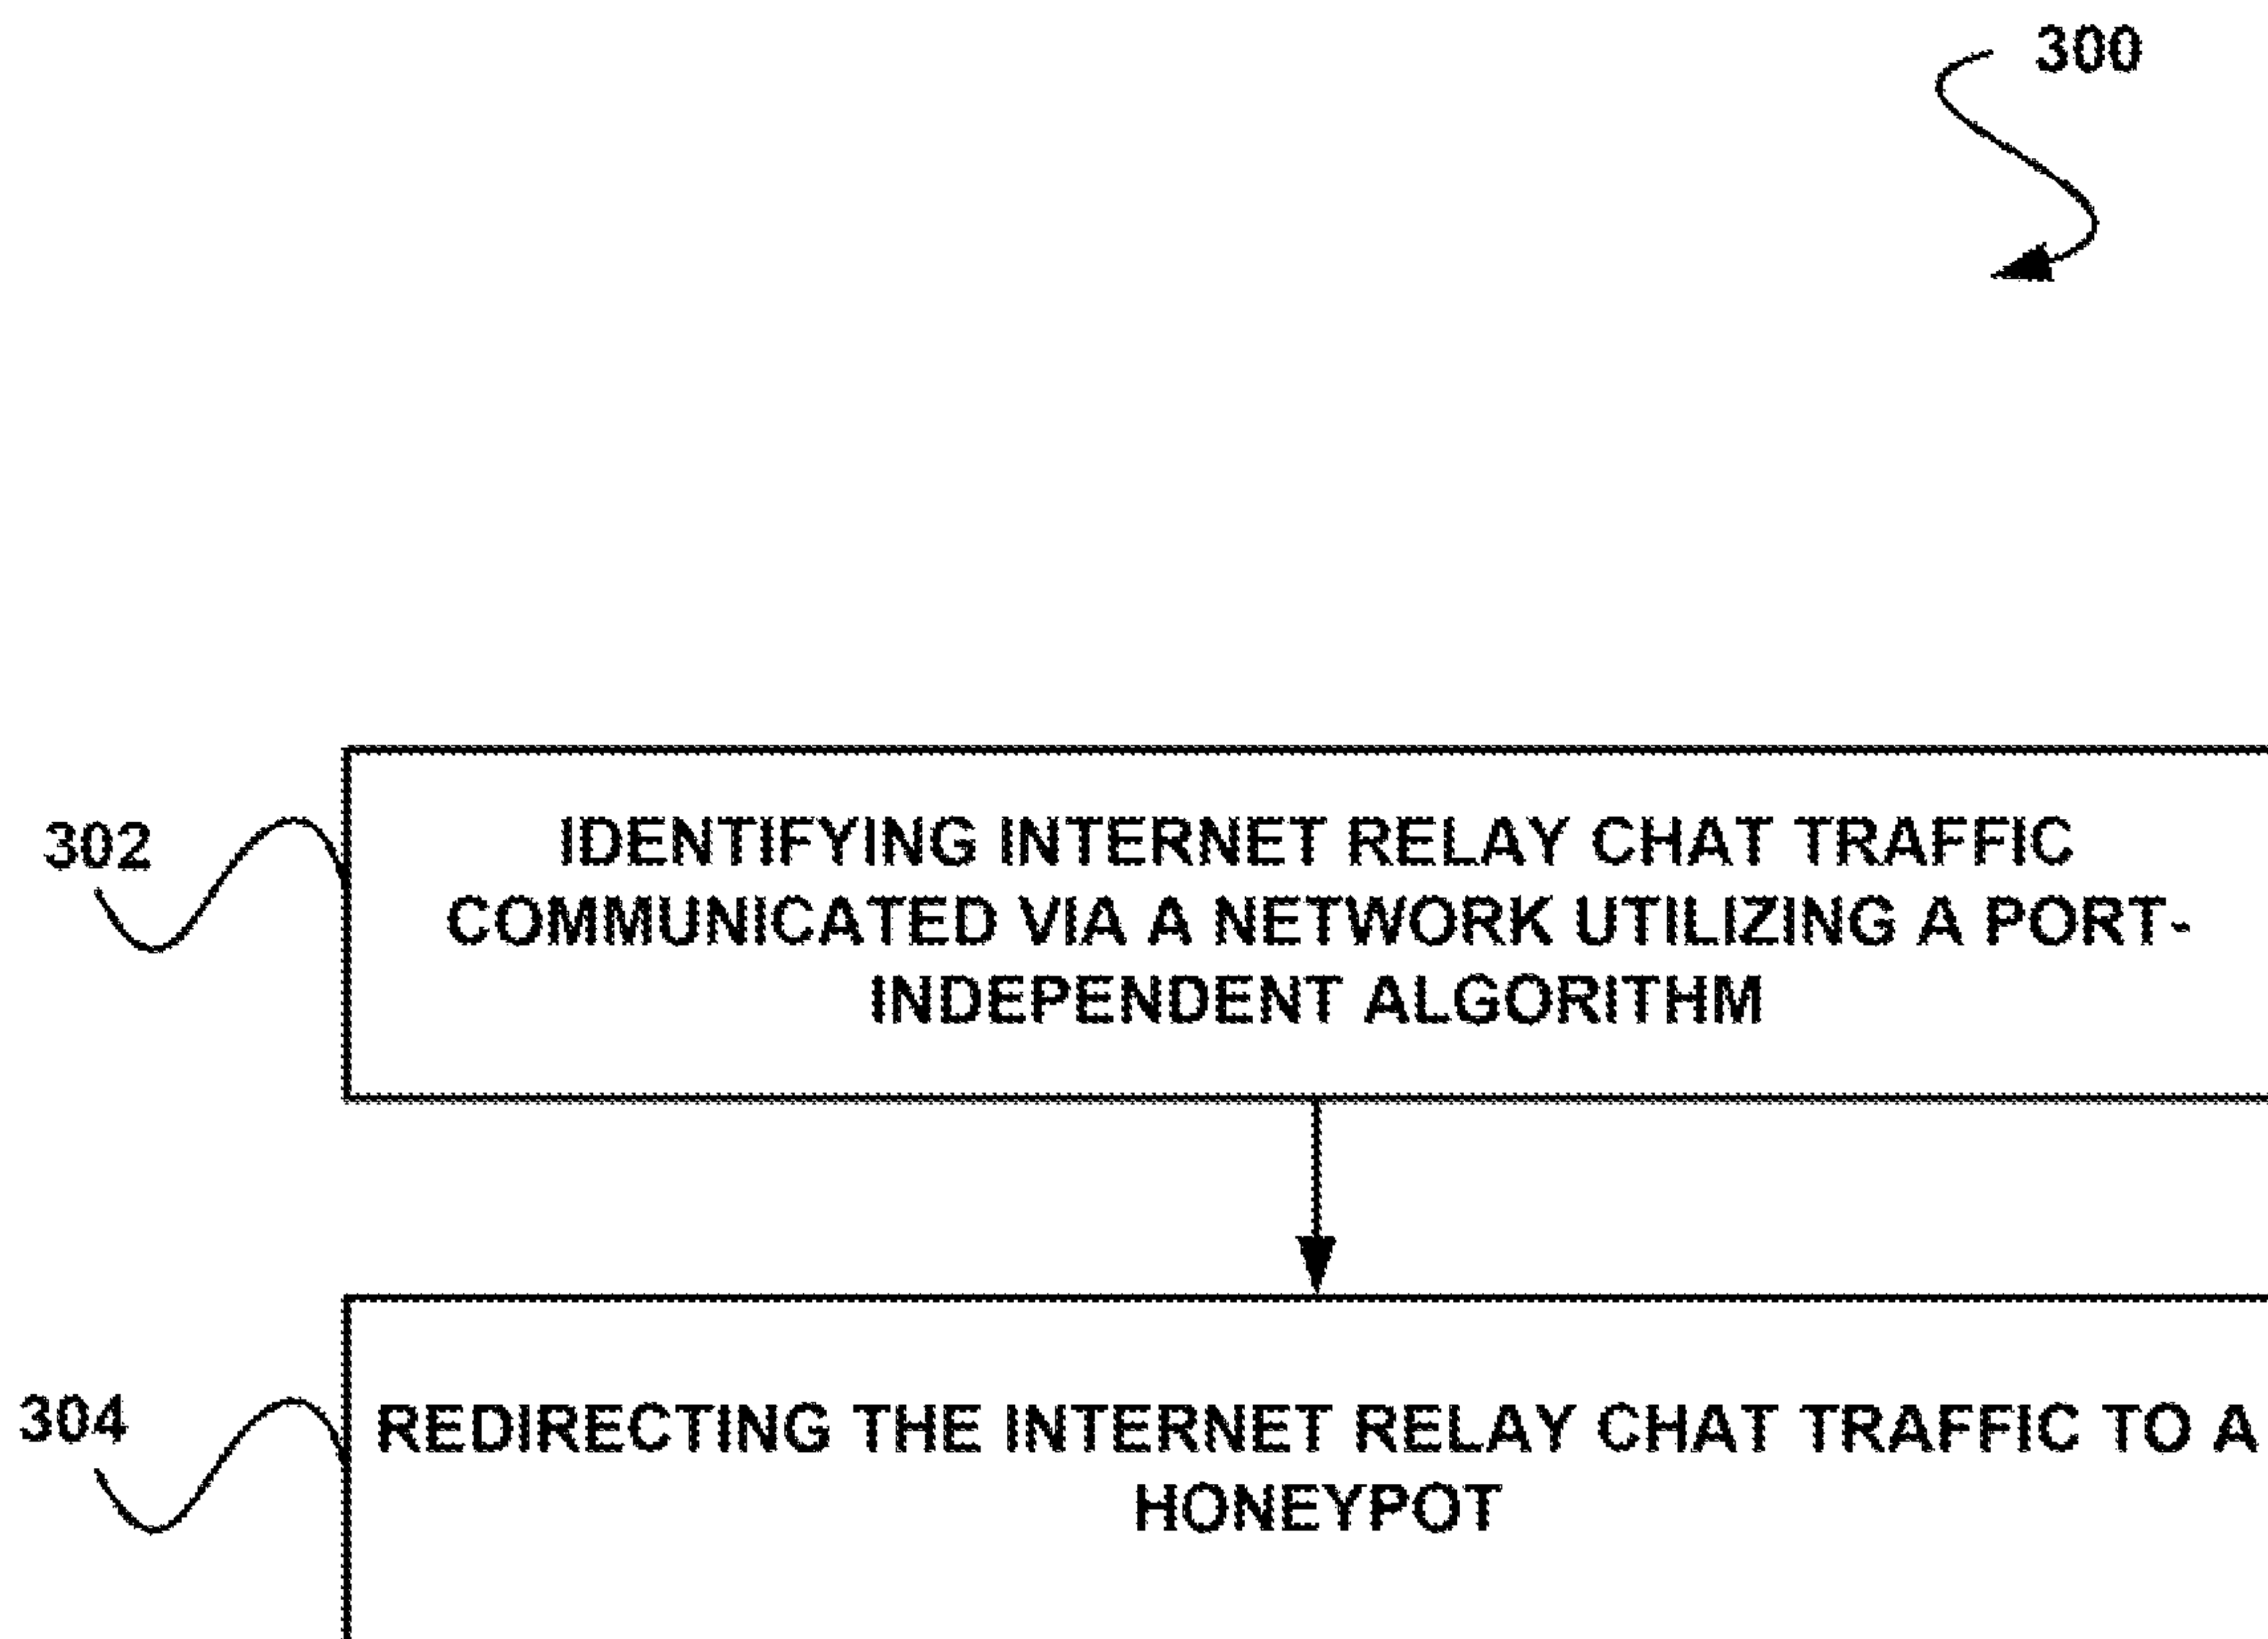 300
302
IDENTIFYING INTERNET RELAY CHAT TRAFFIC
COMMUNICATED VIA A NETWORK UTILIZING A PORT-
INDEPENDENT ALGORITHM
304
REDIRECTING THE INTERNET RELAY CHAT TRAFFIC TO A
HONEYPOT